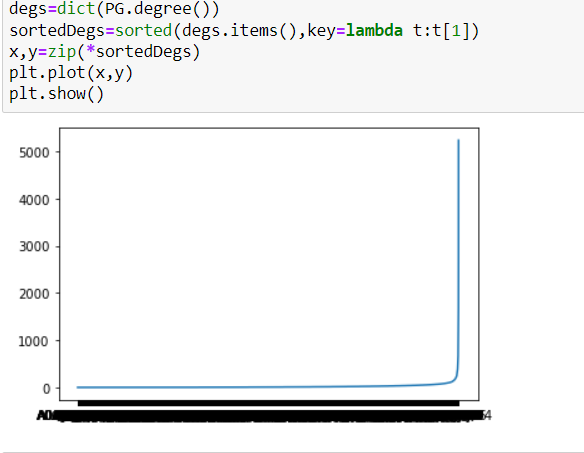 degs=dict(PG.degree())
sortedDegs=sorted(degs.items(),key=lambda t:t[1])
x,y=zip(*sortedDegs)
plt.plot(x,y)
plt.show()
5000
4000
3000
2000
1000
0